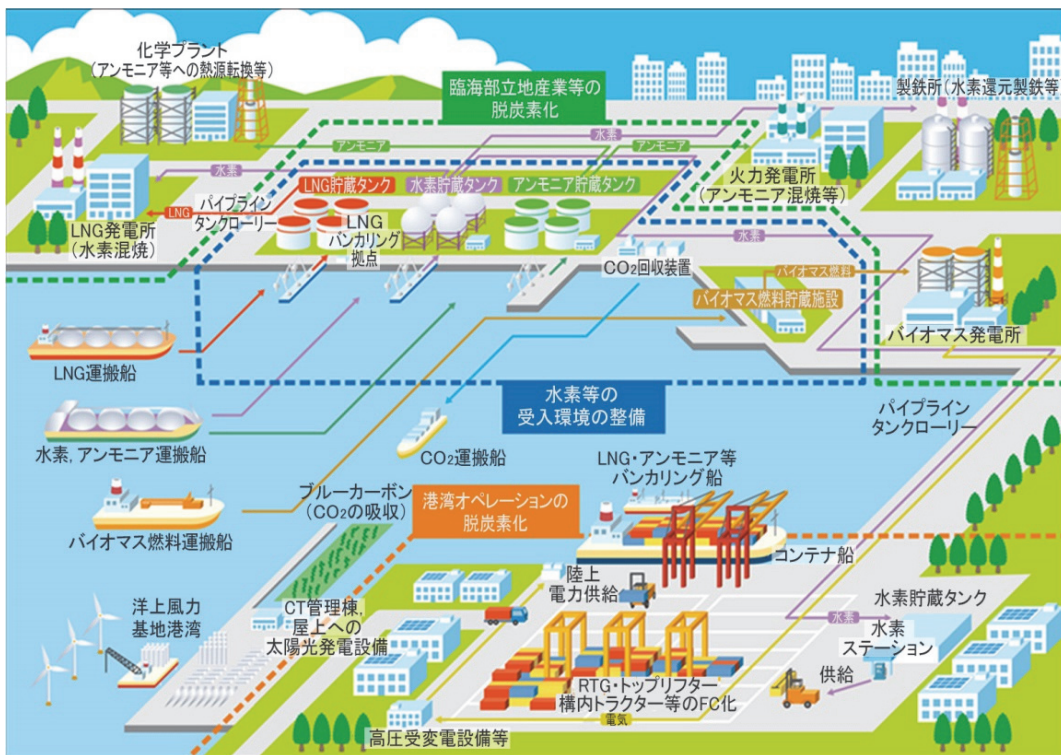 化学プラント
(アンモニア等への熱源転換等)
臨海部立地産業等の
脱炭素化
製鉄所(水素還元製鉄等)
水素
アンモニア
アンモニア
水素
火力発電所
(アンモニア混焼等)
LNG貯蔵タンク
水素貯蔵タンク
アンモニア貯蔵タンク
LNG
パイプライン
タンクローリー
LNG
バンカリング
拠点
LNG発電所
(水素混焼)
水素
CO₂回収装置
バイオマス燃料
バイオマス燃料貯蔵施設
バイオマス発電所
LNG運搬船
水素等の
受入環境の整備
パイプライン
タンクローリー
水素,アンモニア運搬船
CO₂運搬船
LNG・アンモニア等
バンカリング船
ブルーカーボン
(CO₂の吸収)
港湾オペレーションの
脱炭素化
バイオマス燃料運搬船
コンテナ船
陸上
電力供給
洋上風力
基地港湾
CT管理棟,
屋上への
太陽光発電設備
水素貯蔵タンク
水素
水素
ステーション
供給
RTG・トップリフター
構内トラクター等のFC化
電気
高圧受変電設備等